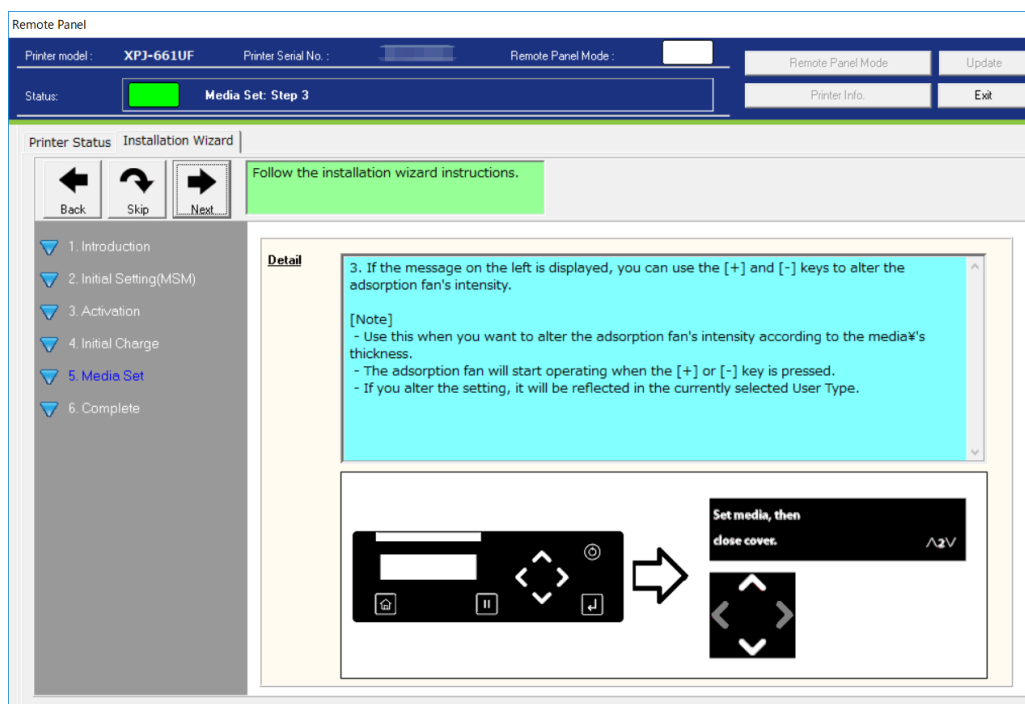 Remote Panel
Printer model : XPJ-661UF Printer Serial No. : Remote Panel Mode :
Remote Panel Mode Update
Status: Media Set: Step 3
Printer Info. Exit
Printer Status Installation Wizard
Back Skip Next
Follow the installation wizard instructions.
1. Introduction
2. Initial Setting(MSM)
3. Activation
4. Initial Charge
5. Media Set
6. Complete
Detail
3. If the message on the left is displayed, you can use the [+] and [-] keys to alter the
adsorption fan's intensity.
[Note]
- Use this when you want to alter the adsorption fan's intensity according to the media¥'s
thickness.
- The adsorption fan will start operating when the [+] or [-] key is pressed.
- If you alter the setting, it will be reflected in the currently selected User Type.
Set media, then
close cover. 2